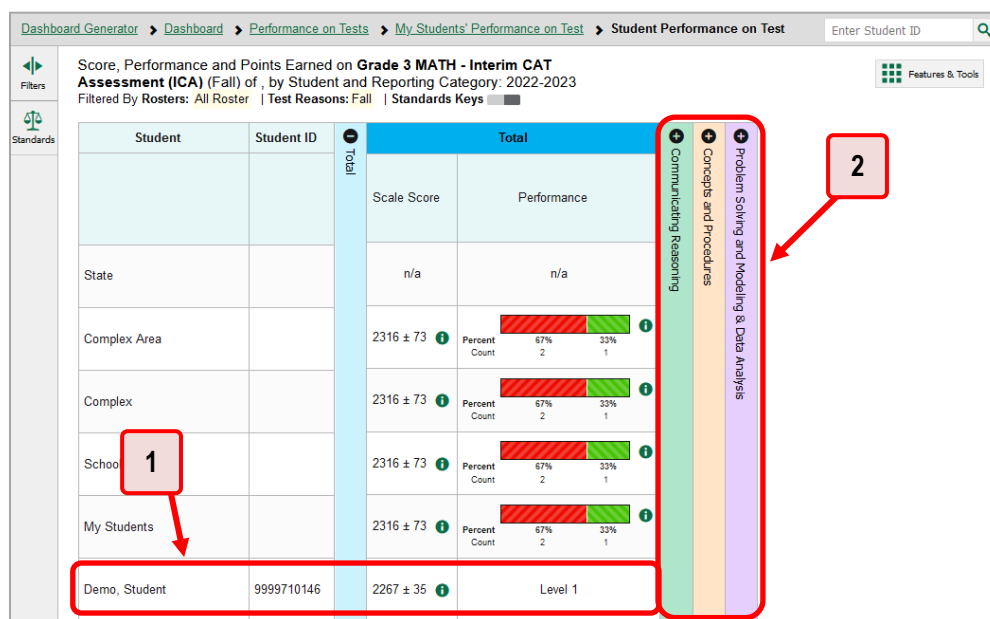 Dashboard Generator > Dashboard > Performance on Tests > My Students' Performance on Test > Student Performance on Test
Enter Student ID
Filters
Standards
Score, Performance and Points Earned on Grade 3 MATH - Interim CAT
Assessment (ICA) (Fall) of , by Student and Reporting Category: 2022-2023
Filtered By Rosters: All Roster | Test Reasons: Fall | Standards Keys
Features & Tools
Student Student ID Total Total
Scale Score Performance
Communicating Reasoning
Concepts and Procedures
Problem Solving and Modeling & Data Analysis
2
State n/a n/a
Complex Area 2316 ± 73
Percent 67% 33%
Count 2 1
Complex 2316 ± 73
Percent 67% 33%
Count 2 1
School 2316 ± 73
Percent 67% 33%
Count 2 1
1
My Students 2316 ± 73
Percent 67% 33%
Count 2 1
Demo, Student 9999710146 2267 ± 35 Level 1